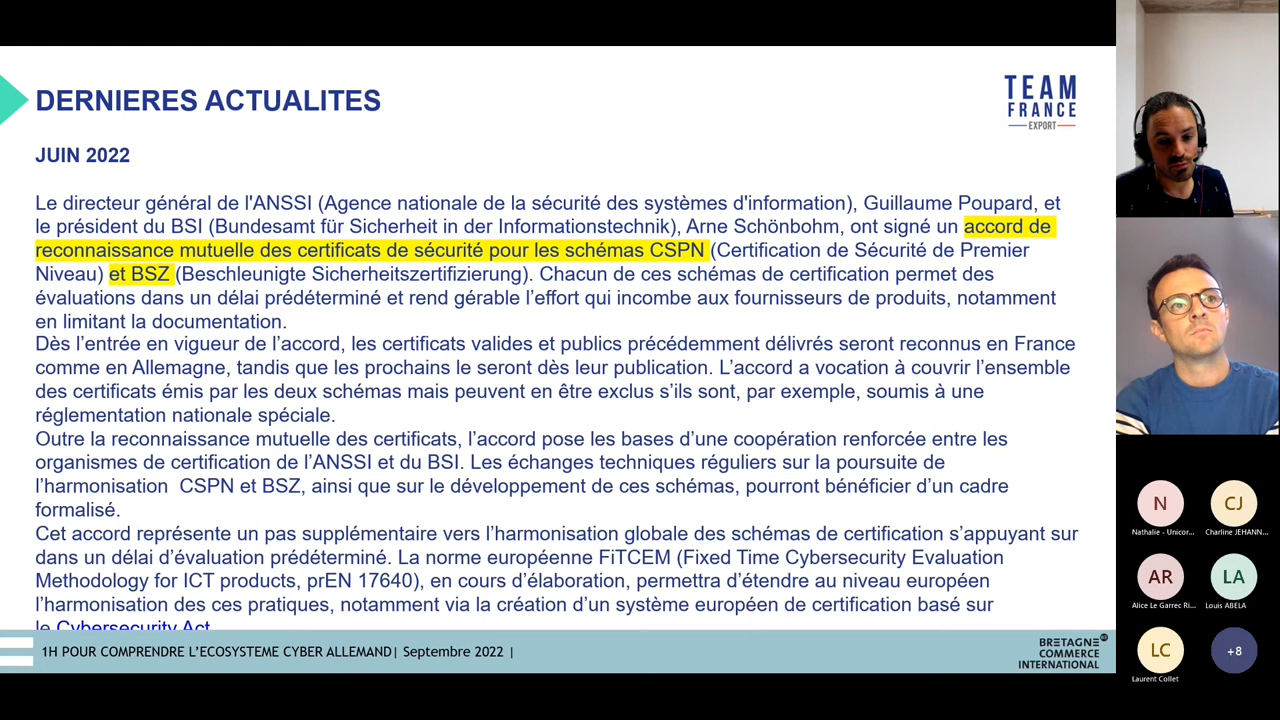 DERNIERES ACTUALITES
TEAM
FRANCE
EXPORT
JUIN 2022
Le directeur général de l'ANSSI (Agence nationale de la sécurité des systèmes d'information), Guillaume Poupard, et
le président du BSI (Bundesamt für Sicherheit in der Informationstechnik), Arne Schönbohm, ont signé un accord de
reconnaissance mutuelle des certificats de sécurité pour les schémas CSPN (Certification de Sécurité de Premier
Niveau) et BSZ (Beschleunigte Sicherheitszertifizierung). Chacun de ces schémas de certification permet des
évaluations dans un délai prédéterminé et rend gérable l’effort qui incombe aux fournisseurs de produits, notamment
en limitant la documentation.
Dès l’entrée en vigueur de l’accord, les certificats valides et publics précédemment délivrés seront reconnus en France
comme en Allemagne, tandis que les prochains le seront dès leur publication. L’accord a vocation à couvrir l’ensemble
des certificats émis par les deux schémas mais peuvent en être exclus s’ils sont, par exemple, soumis à une
réglementation nationale spéciale.
Outre la reconnaissance mutuelle des certificats, l’accord pose les bases d’une coopération renforcée entre les
organismes de certification de l’ANSSI et du BSI. Les échanges techniques réguliers sur la poursuite de
l’harmonisation  CSPN et BSZ, ainsi que sur le développement de ces schémas, pourront bénéficier d’un cadre
formalisé.
Cet accord représente un pas supplémentaire vers l’harmonisation globale des schémas de certification s’appuyant sur
dans un délai d’évaluation prédéterminé. La norme européenne FiTCEM (Fixed Time Cybersecurity Evaluation
Methodology for ICT products, prEN 17640), en cours d’élaboration, permettra d’étendre au niveau européen
l’harmonisation des ces pratiques, notamment via la création d’un système européen de certification basé sur
le Cybersecurity Act
1H POUR COMPRENDRE L’ECOSYSTEME CYBER ALLEMAND| Septembre 2022 |
BRETAGNE
COMMERCE
INTERNATIONAL
N
CJ
Nathalie - Unicor...
Charline JEHANN...
AR
LA
Alice Le Garrec Ri...
Louis ABELA
LC
+8
Laurent Collet